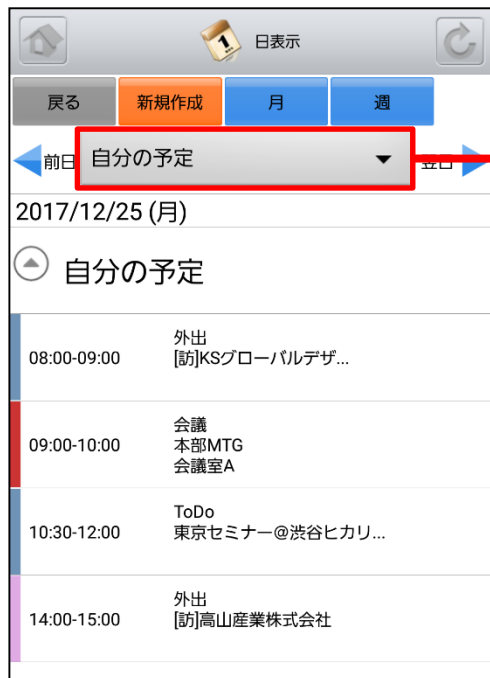 日表示
戻る 新規作成 月 週
前日 自分の予定 翌日
2017/12/25 (月)
自分の予定
08:00-09:00 外出
[訪]KSグローバルデザ...
09:00-10:00 会議
本部MTG
会議室A
10:30-12:00 ToDo
東京セミナー@渋谷ヒカリ...
14:00-15:00 外出
[訪]高山産業株式会社